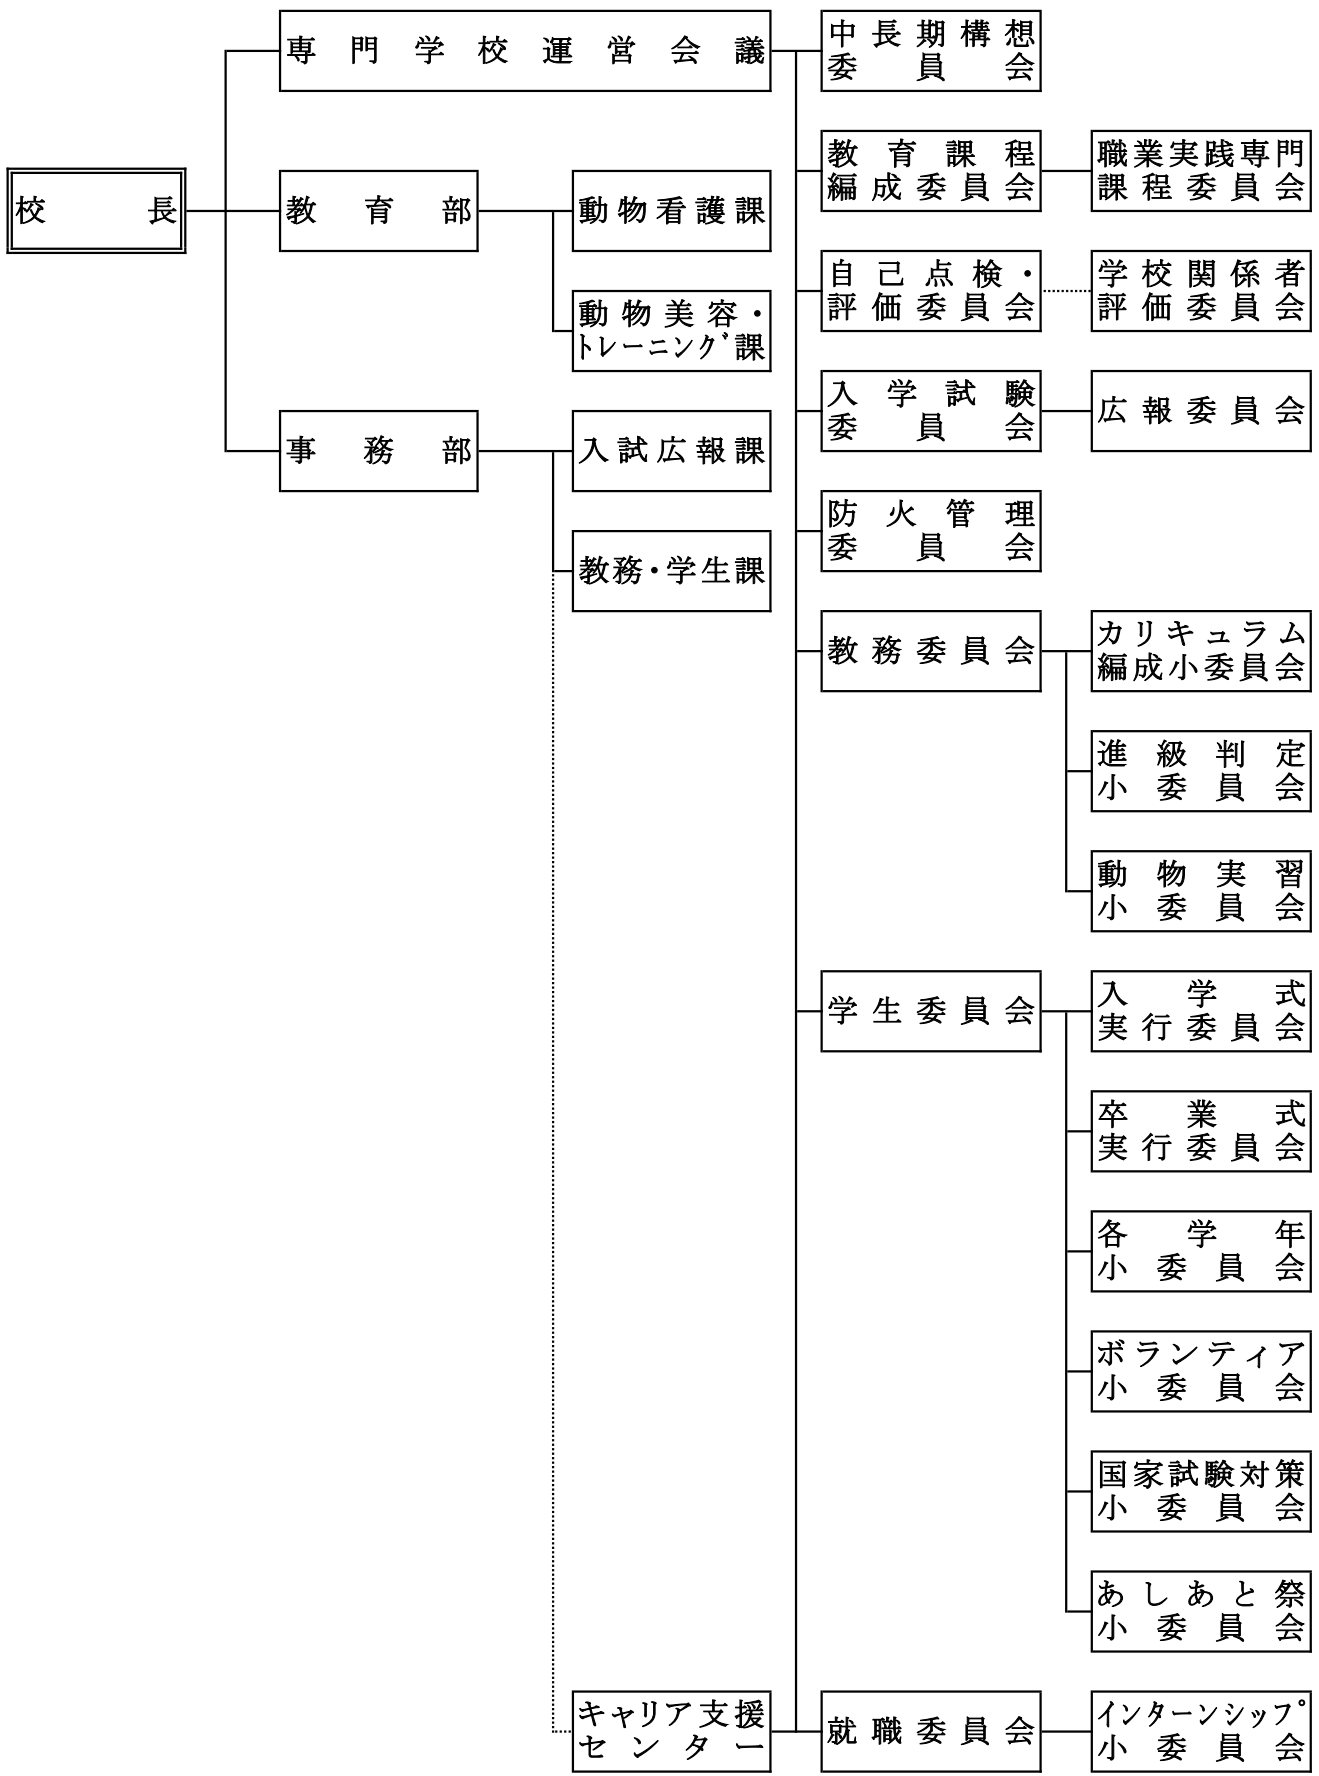 専門学校運営会議
中長期構想
委員会
教育課程
編成委員会
職業実践専門
課程委員会
校長
教育部
動物看護課
自己点検・
評価委員会
学校関係者
評価委員会
動物美容・
トレーニング課
入学試験
委員会
広報委員会
事務部
入試広報課
防火管理
委員会
教務・学生課
教務委員会
カリキュラム
編成小委員会
進級判定
小委員会
動物実習
小委員会
学生委員会
入学式
実行委員会
卒業式
実行委員会
各学年
小委員会
ボランティア
小委員会
国家試験対策
小委員会
あしあと祭
小委員会
キャリア支援
センター
就職委員会
インターンシップ
小委員会